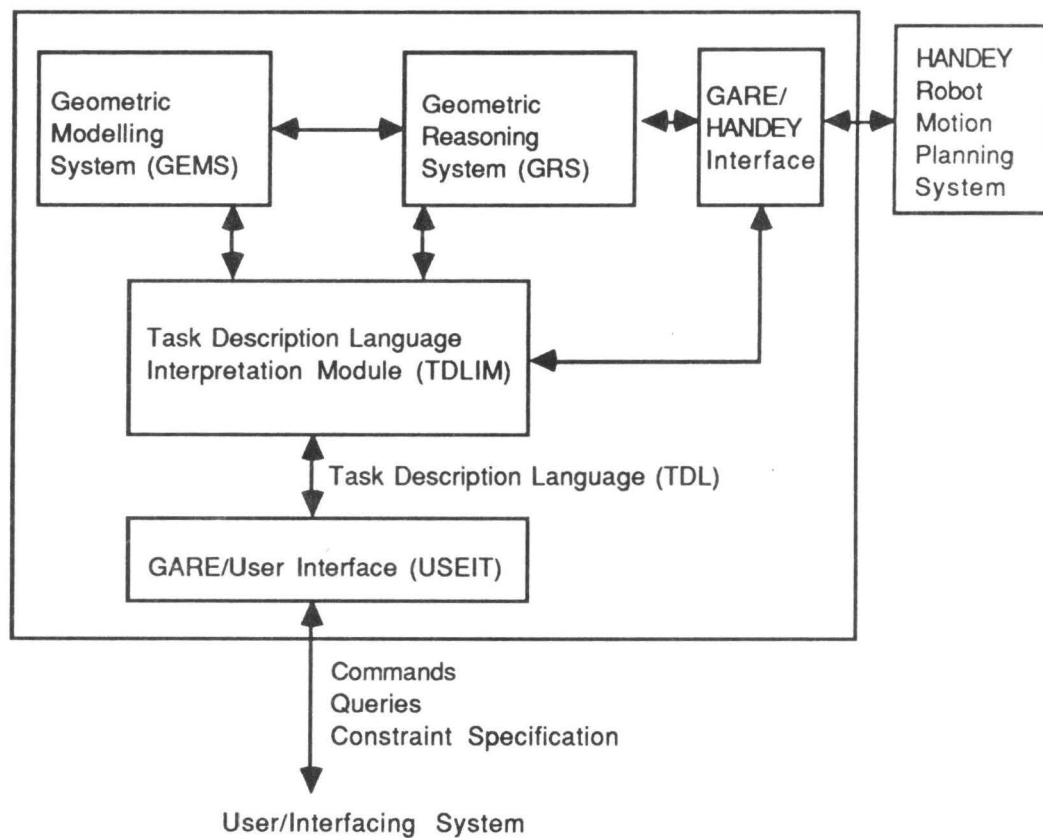 Geometric
Modelling
System (GEMS)
Geometric
Reasoning
System (GRS)
GARE/
HANDEY
Interface
HANDEY
Robot
Motion
Planning
System
Task Description Language
Interpretation Module (TDLIM)
Task Description Language (TDL)
GARE/User Interface (USEIT)
Commands
Queries
Constraint Specification
User/Interfacing System